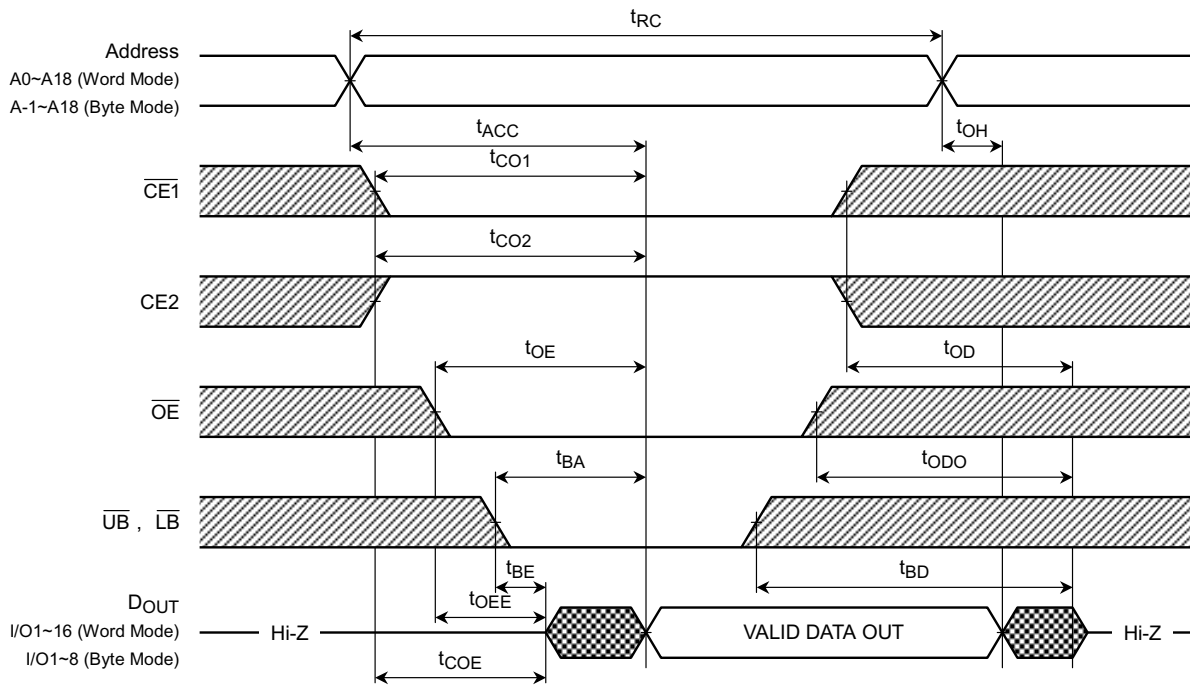 tRC
Address
A0~A18 (Word Mode)
A-1~A18 (Byte Mode)
tACC
tOH
tCO1
CE1
tCO2
CE2
tOE
tOD
OE
tBA
tODO
UB , LB
tBE
tBD
DOUT
tOEE
I/O1~16 (Word Mode)
Hi-Z
VALID DATA OUT
Hi-Z
I/O1~8 (Byte Mode)
tCOE